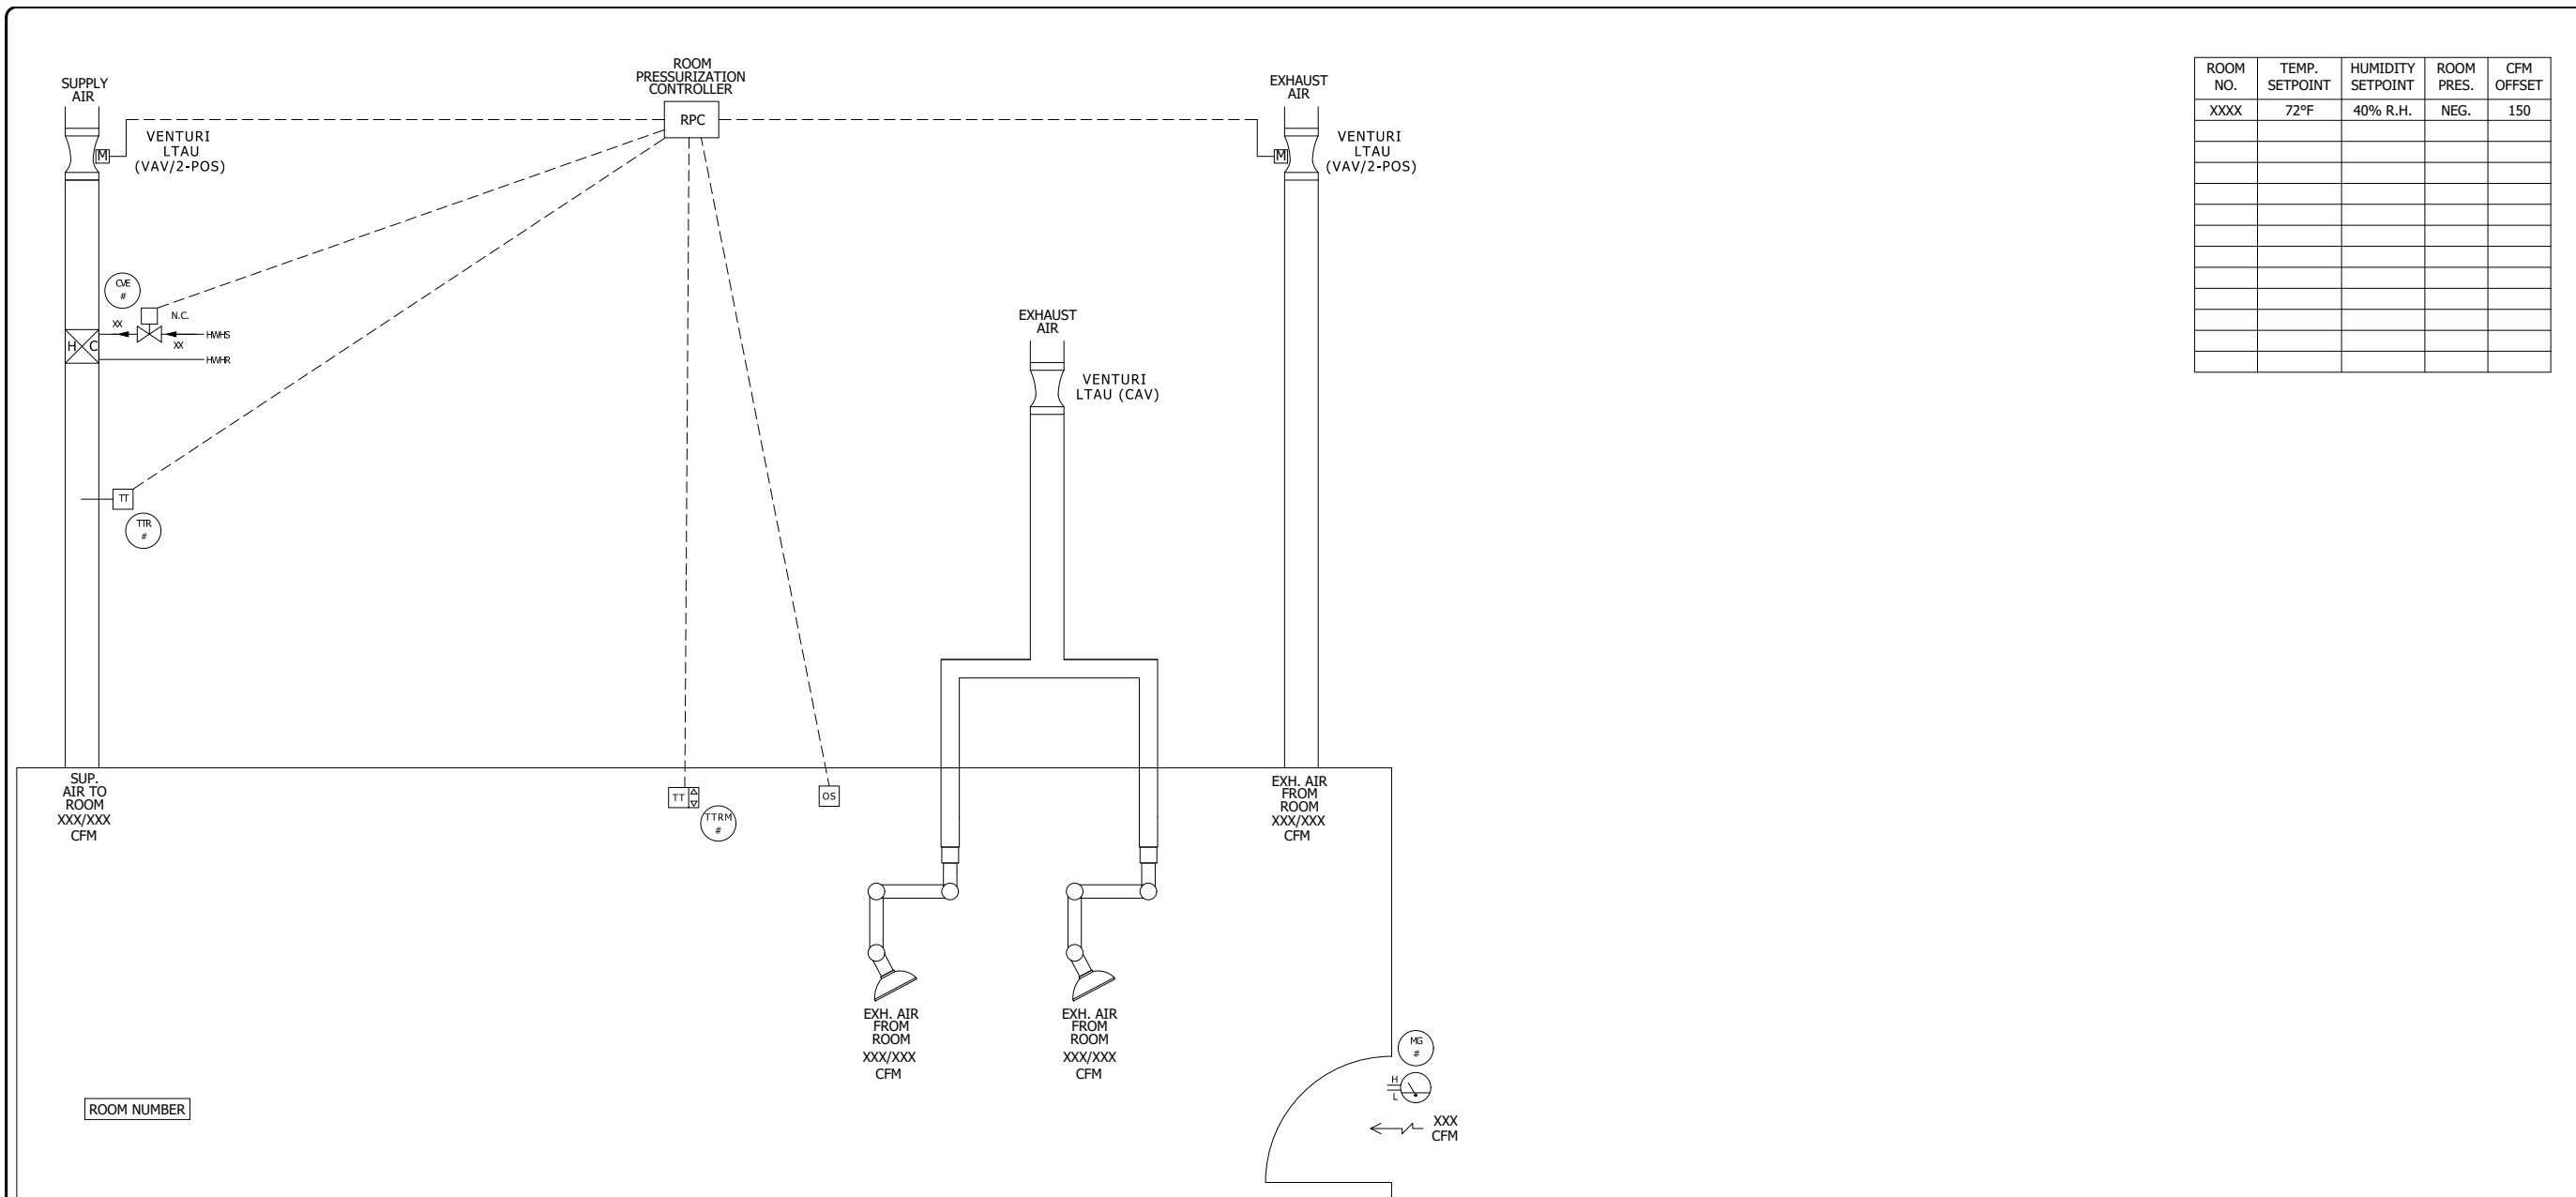 SUPPLY
AIR
VENTURI
LTAU
(VAV/2-POS)
M
ROOM
PRESSURIZATION
CONTROLLER
RPC
EXHAUST
AIR
VENTURI
LTAU
(VAV/2-POS)
M
ROOM NO. TEMP. SETPOINT HUMIDITY SETPOINT ROOM PRES. CFM OFFSET
XXXX 72°F 40% R.H. NEG. 150
CVE
#
N.C.
XX
HWHS
XX
H C
HWHR
EXHAUST
AIR
VENTURI
LTAU (CAV)
TT
TTR
#
SUP.
AIR TO
ROOM
XXX/XXX
CFM
TT
TTRM
#
OS
EXH. AIR
FROM
ROOM
XXX/XXX
CFM
EXH. AIR
FROM
ROOM
XXX/XXX
CFM
EXH. AIR
FROM
ROOM
XXX/XXX
CFM
MG
#
H
L
XXX
CFM
ROOM NUMBER